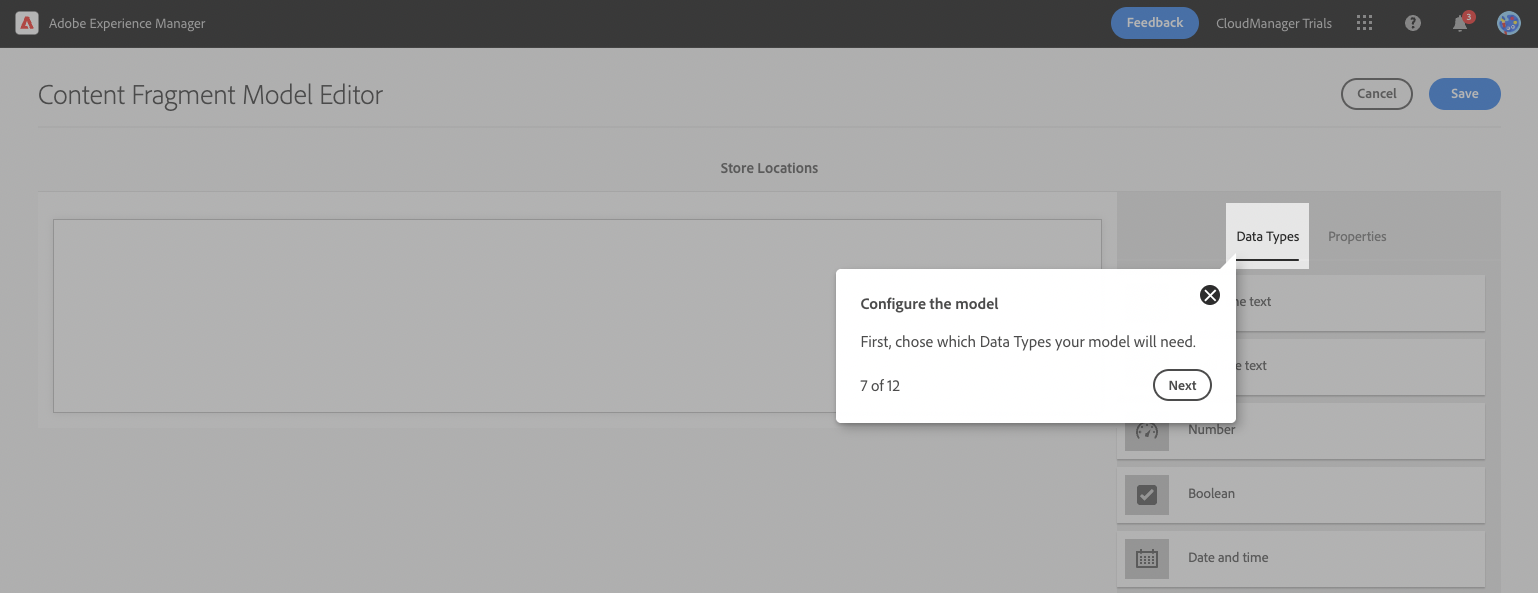 Adobe Experience Manager
Feedback
CloudManager Trials
3
Content Fragment Model Editor
Cancel
Save
Store Locations
Data Types
Properties
Configure the model
First, chose which Data Types your model will need.
7 of 12
Next
text
text
Number
Boolean
Date and time